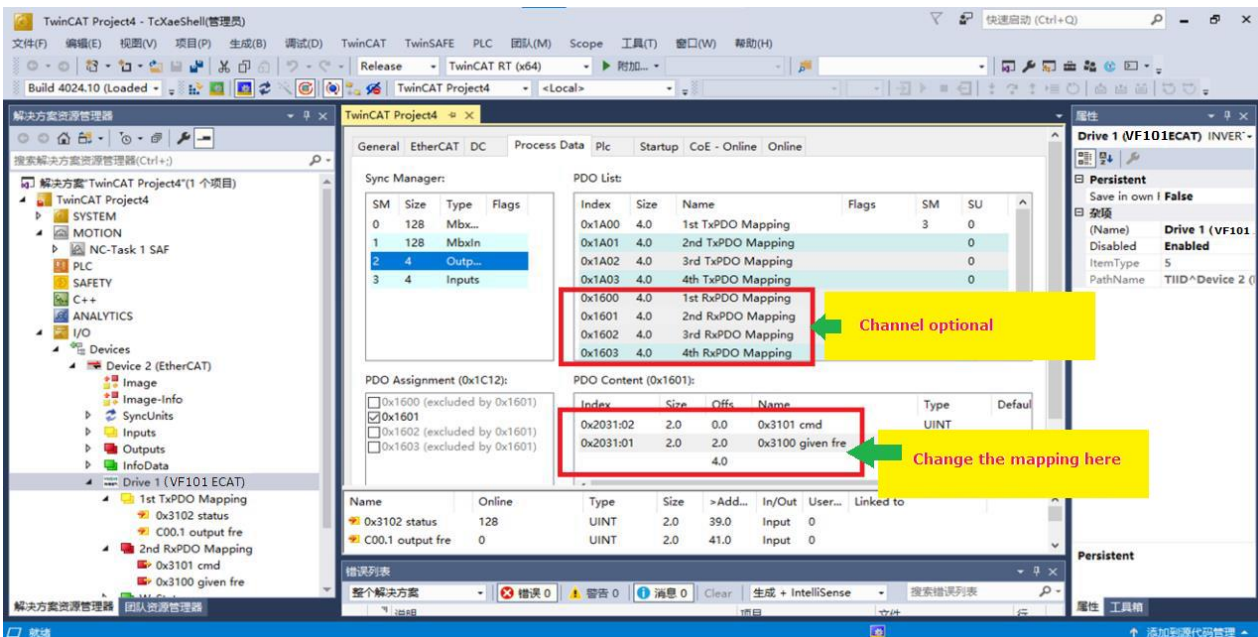 TwinCAT Project4 - TcXaeShell(管理员)
快速启动 (Ctrl+Q)
文件(F) 编辑(E) 视图(V) 项目(P) 生成(B) 调试(D) TwinCAT TwinSAFE PLC 团队(M) Scope 工具(T) 窗口(W) 帮助(H)
Release TwinCAT RT (x64) 附加...
Build 4024.10 (Loaded TwinCAT Project4 <Local>
解决方案资源管理器
搜索解决方案资源管理器(Ctrl+;)
解决方案"TwinCAT Project4"(1 个项目)
TwinCAT Project4
SYSTEM
MOTION
NC-Task 1 SAF
PLC
SAFETY
C++
ANALYTICS
I/O
Devices
Device 2 (EtherCAT)
Image
Image-Info
SyncUnits
Inputs
Outputs
InfoData
Drive 1 (VF101 ECAT)
1st TxPDO Mapping
0x3102 status
C00.1 output fre
2nd RxPDO Mapping
0x3101 cmd
0x3100 given fre
解决方案资源管理器 团队资源管理器
TwinCAT Project4
General EtherCAT DC Process Data Plc Startup CoE - Online Online
Sync Manager:
SM Size Type Flags
0 128 Mbx...
1 128 MbxIn
2 4 Outp...
3 4 Inputs
PDO List:
Index Size Name Flags SM SU
0x1A00 4.0 1st TxPDO Mapping 3 0
0x1A01 4.0 2nd TxPDO Mapping 0
0x1A02 4.0 3rd TxPDO Mapping 0
0x1A03 4.0 4th TxPDO Mapping 0
0x1600 4.0 1st RxPDO Mapping
0x1601 4.0 2nd RxPDO Mapping
0x1602 4.0 3rd RxPDO Mapping
0x1603 4.0 4th RxPDO Mapping
Channel optional
PDO Assignment (0x1C12):
0x1600 (excluded by 0x1601)
0x1601
0x1602 (excluded by 0x1601)
0x1603 (excluded by 0x1601)
PDO Content (0x1601):
Index Size Offs Name Type Defaul
0x2031:02 2.0 0.0 0x3101 cmd UINT
0x2031:01 2.0 2.0 0x3100 given fre
4.0
Change the mapping here
Name Online Type Size >Add... In/Out User... Linked to
0x3102 status 128 UINT 2.0 39.0 Input 0
C00.1 output fre 0 UINT 2.0 41.0 Input 0
错误列表
整个解决方案 错误 0 警告 0 消息 0 Clear 生成 + IntelliSense 搜索错误列表
说明 项目 文件 行
属性
Drive 1 (VF101ECAT) INVER
Persistent
Save in own False
杂项
(Name) Drive 1 (VF101
Disabled Enabled
ItemType 5
PathName TIID^Device 2 (
Persistent
属性 工具箱
就绪
添加到源代码管理